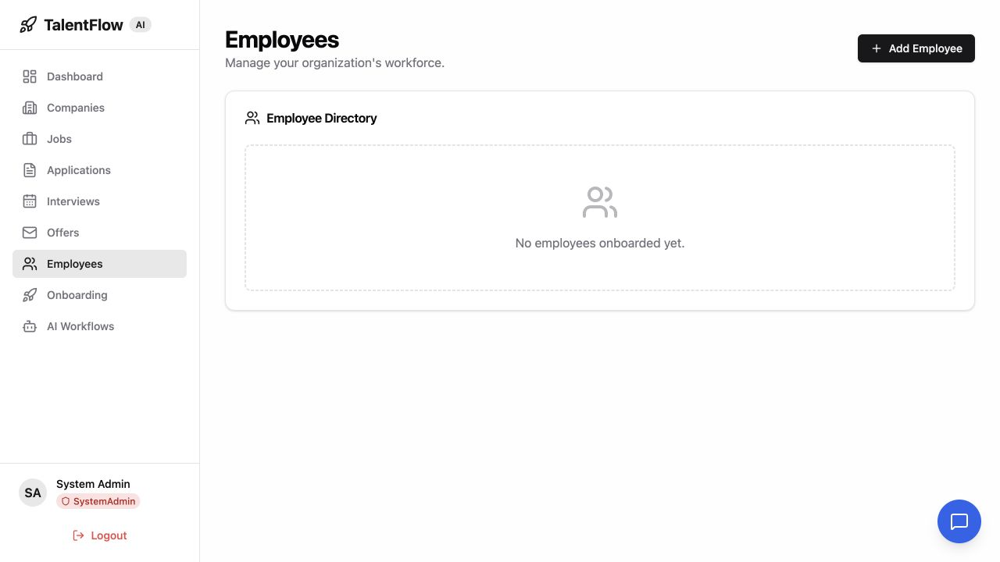 TalentFlow AI
Dashboard
Companies
Jobs
Applications
Interviews
Offers
Employees
Onboarding
AI Workflows
SA
System Admin
SystemAdmin
Logout
Employees
Manage your organization's workforce.
Add Employee
Employee Directory
No employees onboarded yet.